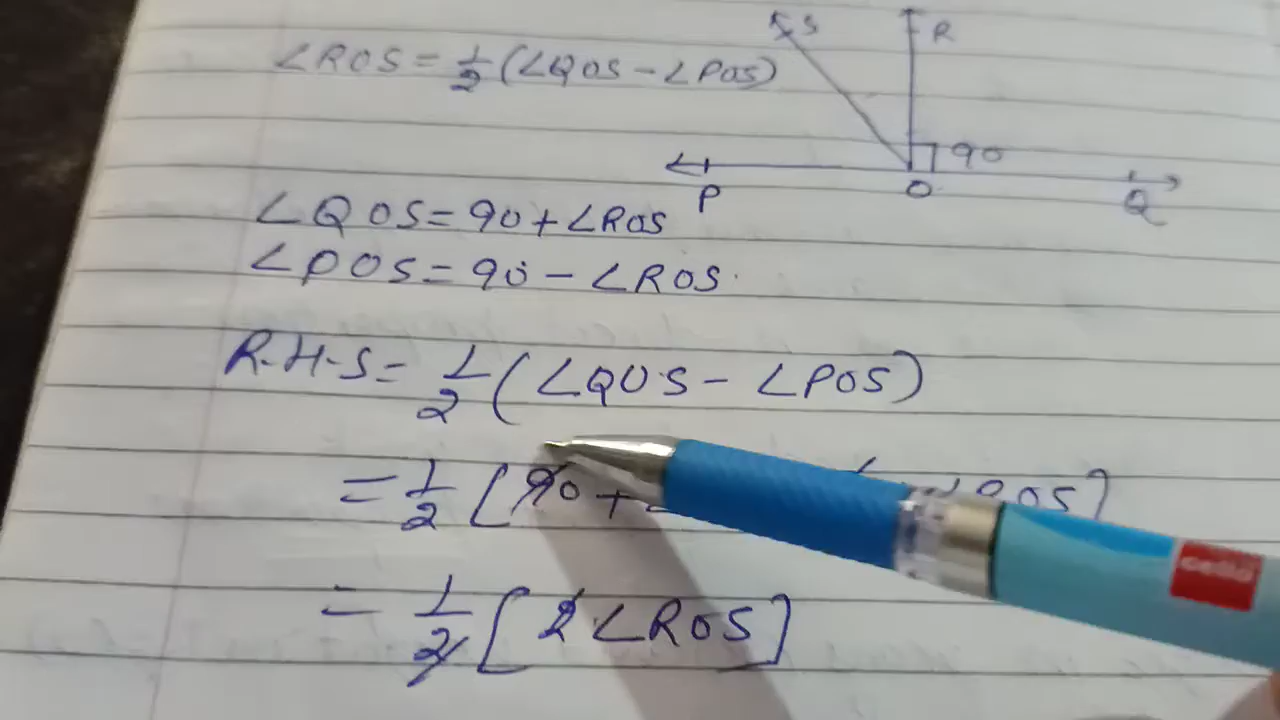 ∠ROS = 1/2 (∠QOS - ∠POS)
S
R
90
P
O
Q
∠QOS = 90 + ∠ROS
∠POS = 90 - ∠ROS
R.H.S = 1/2 (∠QOS - ∠POS)
= 1/2 [90 + ROS]
= 1/2 [2∠ROS]
cello